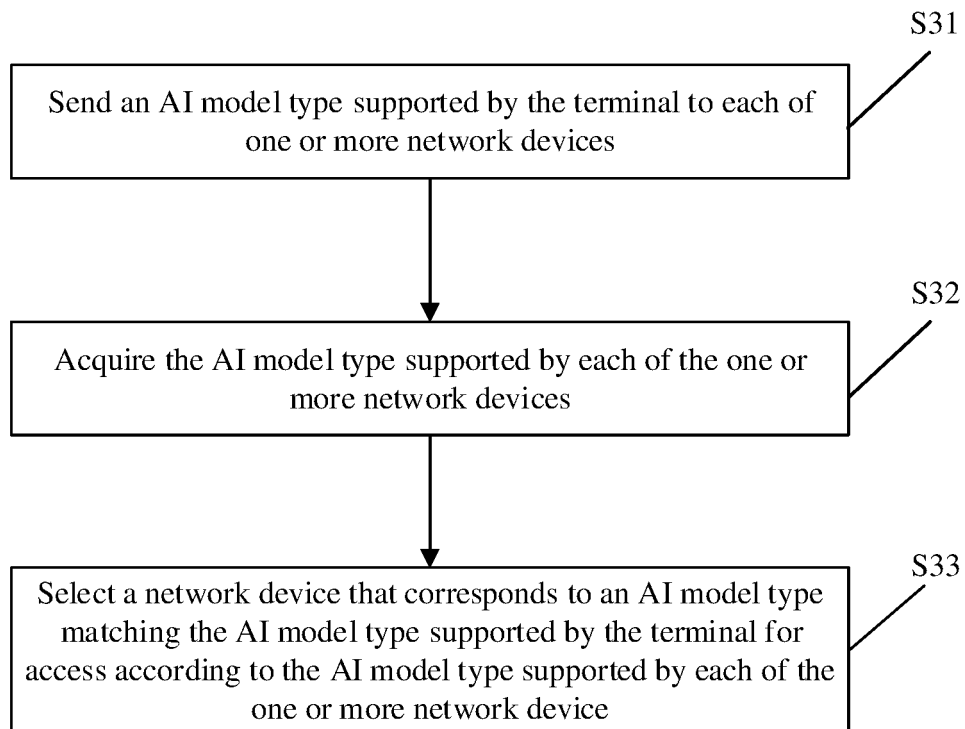 S31
Send an AI model type supported by the terminal to each of
one or more network devices
S32
Acquire the AI model type supported by each of the one or
more network devices
S33
Select a network device that corresponds to an AI model type
matching the AI model type supported by the terminal for
access according to the AI model type supported by each of the
one or more network device